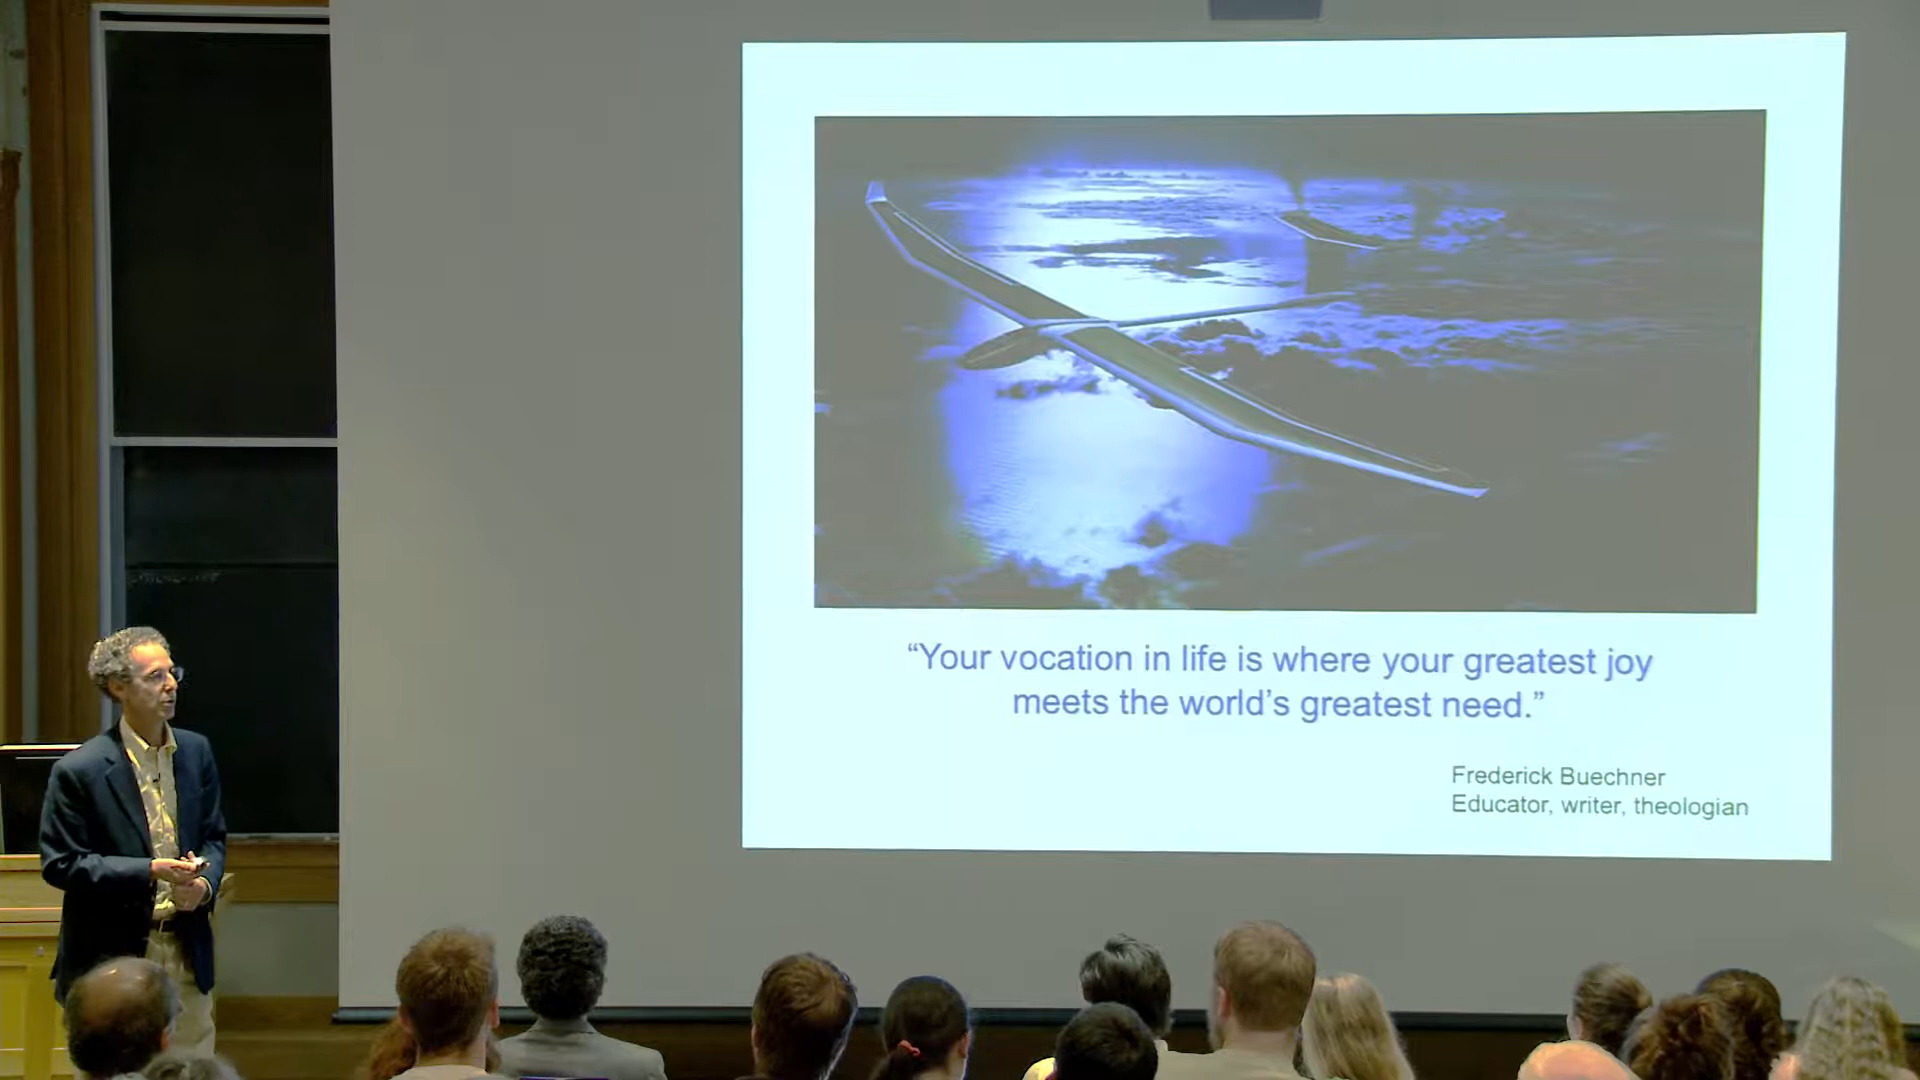 “Your vocation in life is where your greatest joy
meets the world’s greatest need.”
Frederick Buechner
Educator, writer, theologian